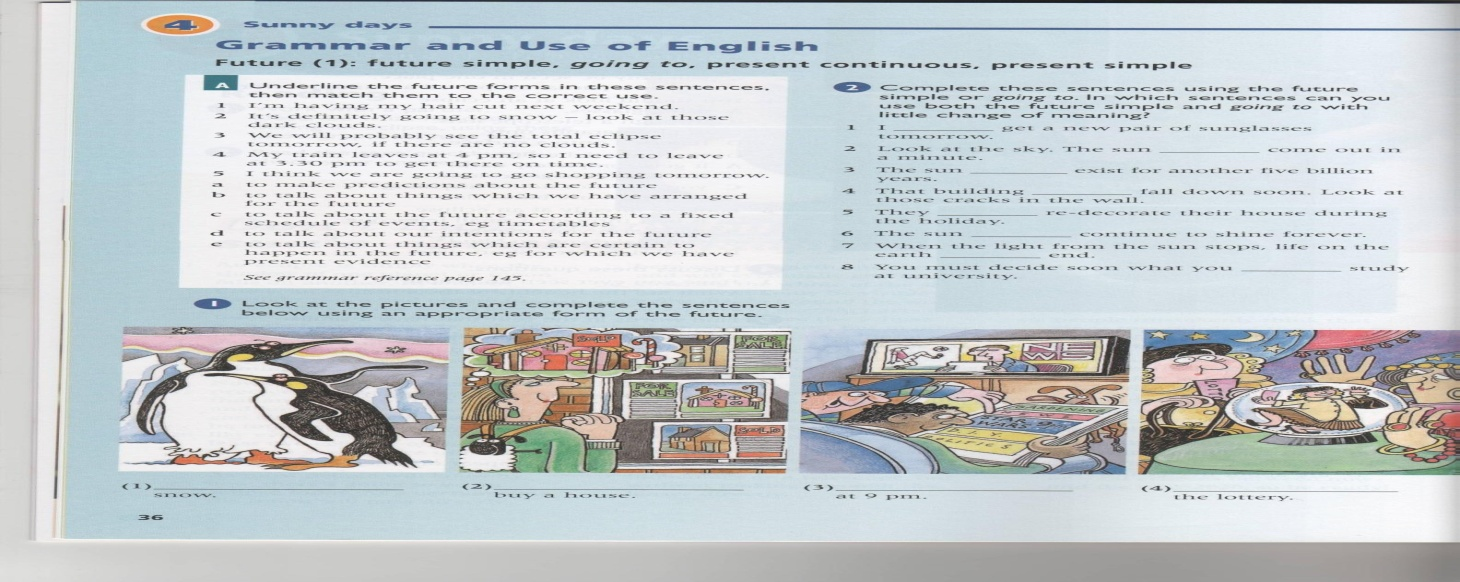 4 Sunny days
Grammar and Use of English
Future (1): future simple, going to, present continuous, present simple
A Underline the future forms in these sentences,
then match them to the correct use.
1 I'm having my hair cut next weekend.
2 It's definitely going to snow – look at those
dark clouds.
3 We will probably see the total eclipse
tomorrow, if there are no clouds.
4 My train leaves at 4 pm, so I need to leave
at 3.30 pm to get there on time.
5 I think we are going to go shopping tomorrow.
a to make predictions about the future
b to talk about things which we have arranged
for the future
c to talk about the future according to a fixed
schedule of events, eg timetables
d to talk about our intentions for the future
e to talk about things which are certain to
happen in the future, eg for which we have
present evidence
See grammar reference page 145.
1 Look at the pictures and complete the sentences
below using an appropriate form of the future.
2 Complete these sentences using the future
simple or going to. In which sentences can you
use both the future simple and going to with
little change of meaning?
1 I __________ get a new pair of sunglasses
tomorrow.
2 Look at the sky. The sun __________ come out in
a minute.
3 The sun __________ exist for another five billion
years.
4 That building __________ fall down soon. Look at
those cracks in the wall.
5 They __________ re-decorate their house during
the holiday.
6 The sun __________ continue to shine forever.
7 When the light from the sun stops, life on the
earth __________ end.
8 You must decide soon what you __________ study
at university.
SOLD
FOR
SALE
FOR
SALE
SOLD
NEWS
GARDENING
WARS
(1)__________
snow.
(2)__________
buy a house.
(3)__________
at 9 pm.
(4)__________
the lottery.
36